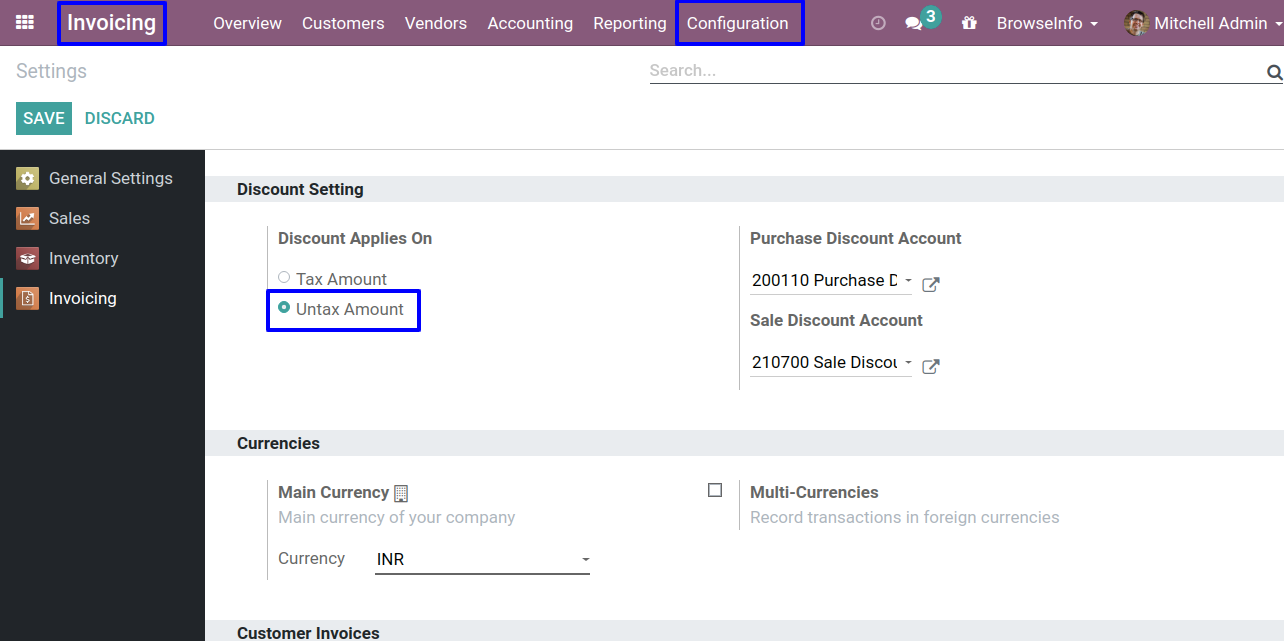 Invoicing Overview Customers Vendors Accounting Reporting Configuration 3 BrowseInfo Mitchell Admin
Settings Search...
SAVE DISCARD
General Settings
Sales
Inventory
Invoicing
Discount Setting
Discount Applies On
Tax Amount
Untax Amount
Purchase Discount Account
200110 Purchase D
Sale Discount Account
210700 Sale Discou
Currencies
Main Currency
Main currency of your company
Currency INR
Multi-Currencies
Record transactions in foreign currencies
Customer Invoices